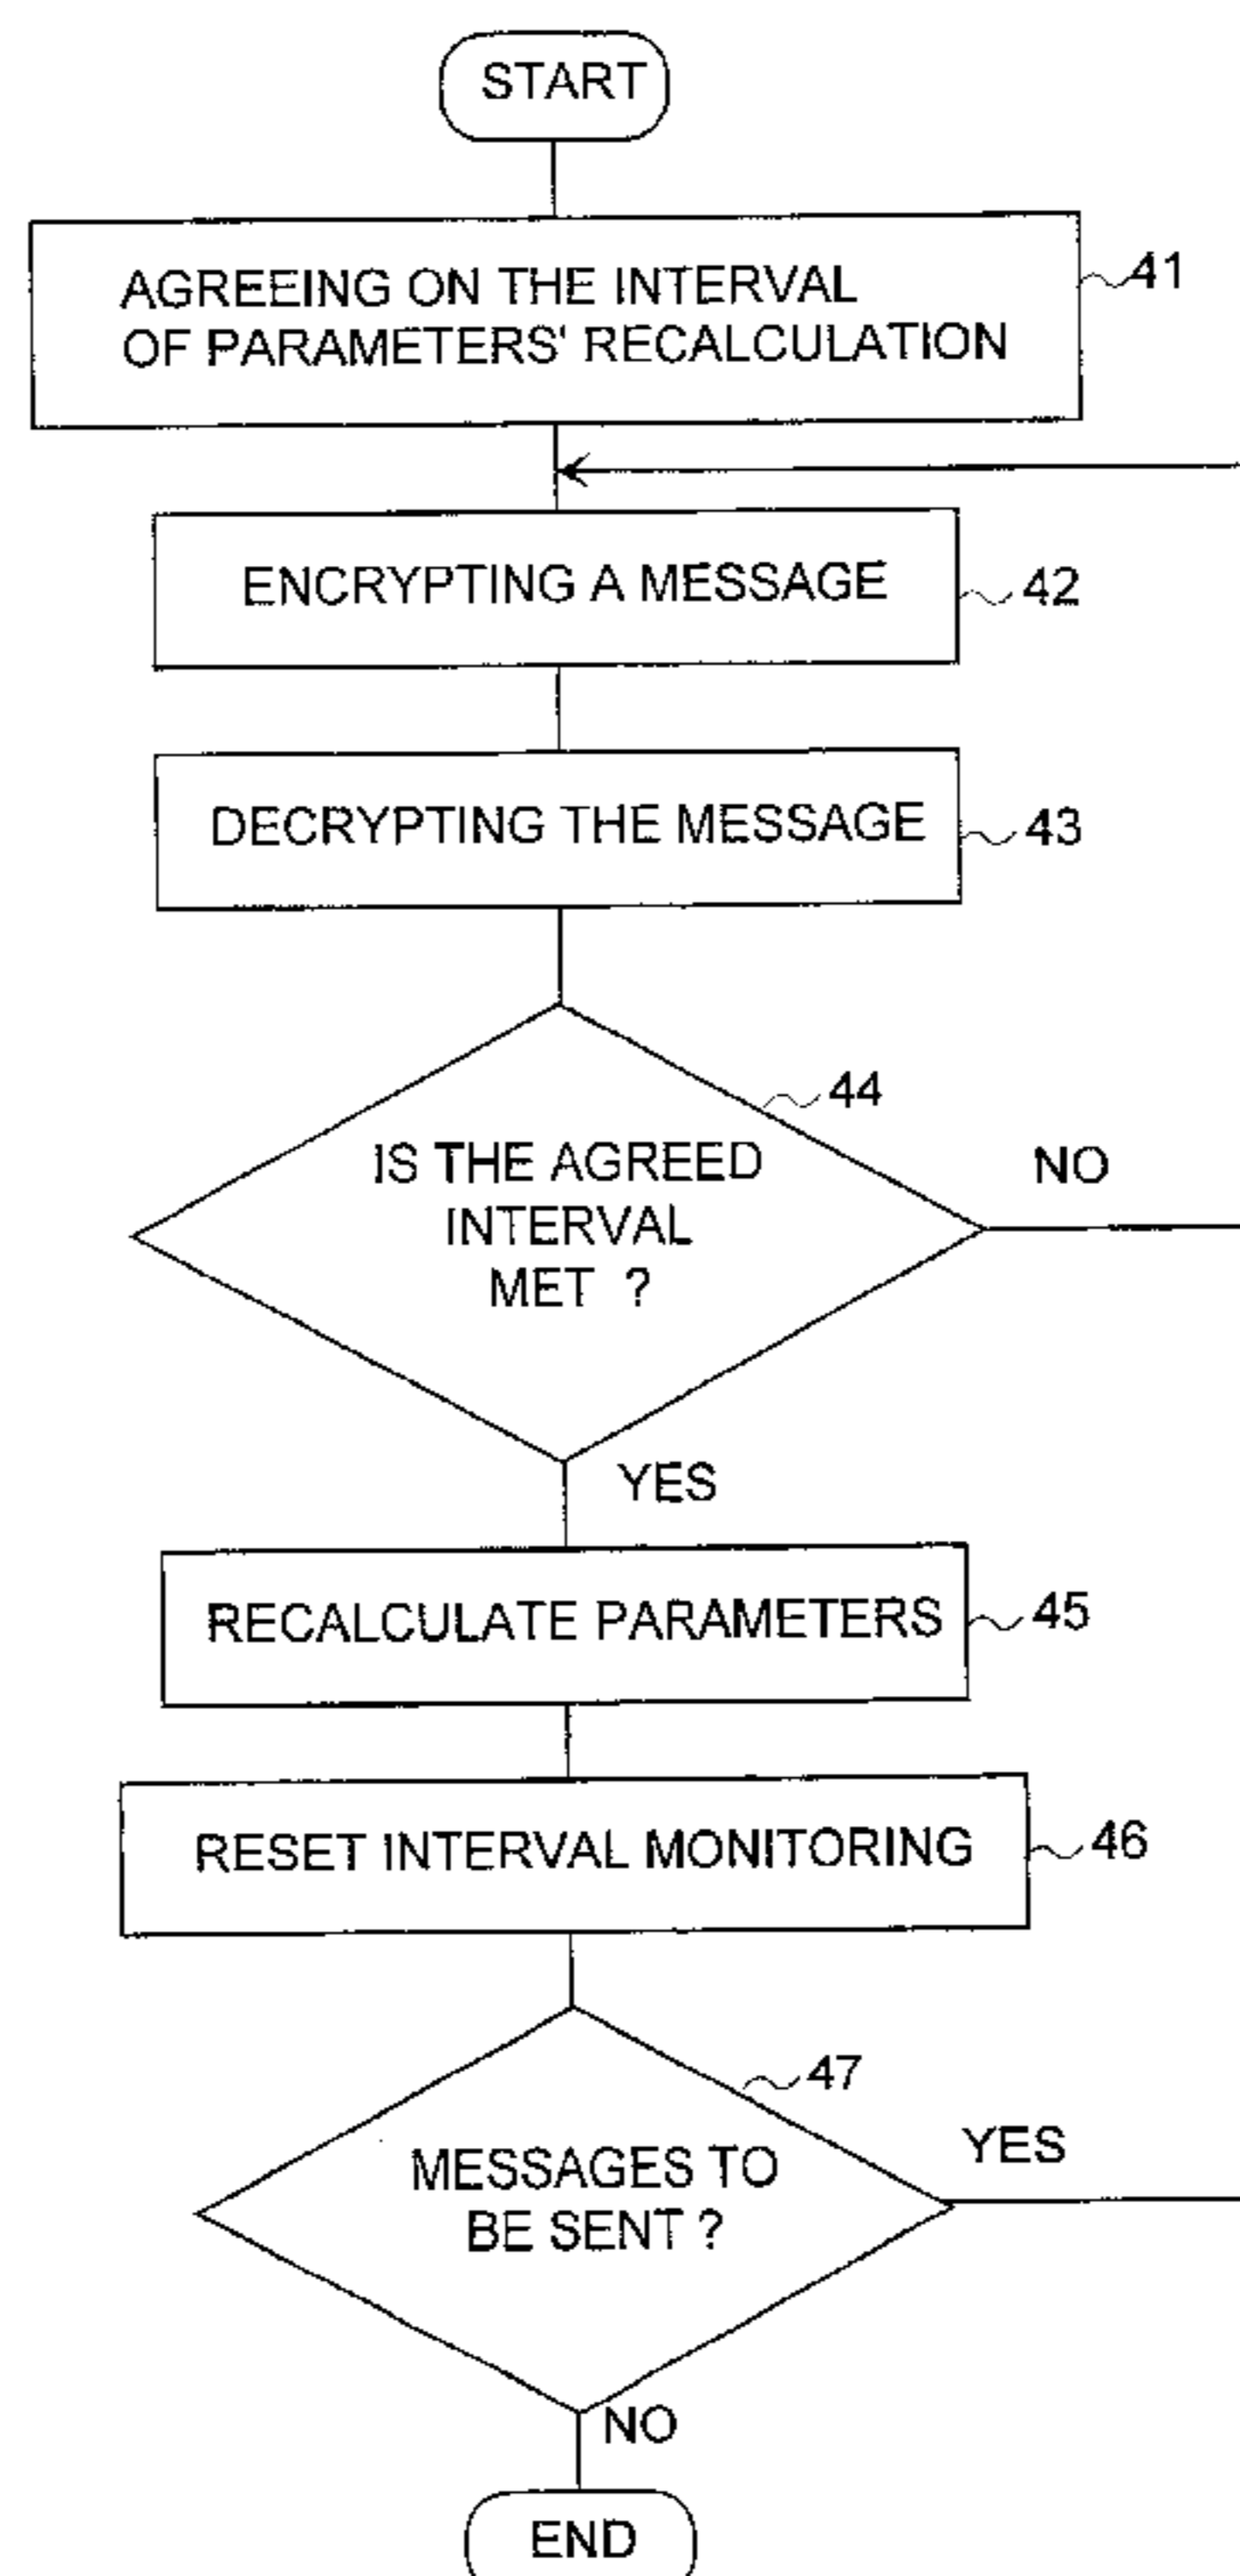 START
AGREEING ON THE INTERVAL
OF PARAMETERS' RECALCULATION
41
ENCRYPTING A MESSAGE
42
DECRYPTING THE MESSAGE
43
44
IS THE AGREED
INTERVAL
MET ?
NO
YES
RECALCULATE PARAMETERS
45
RESET INTERVAL MONITORING
46
47
MESSAGES TO
BE SENT ?
YES
NO
END